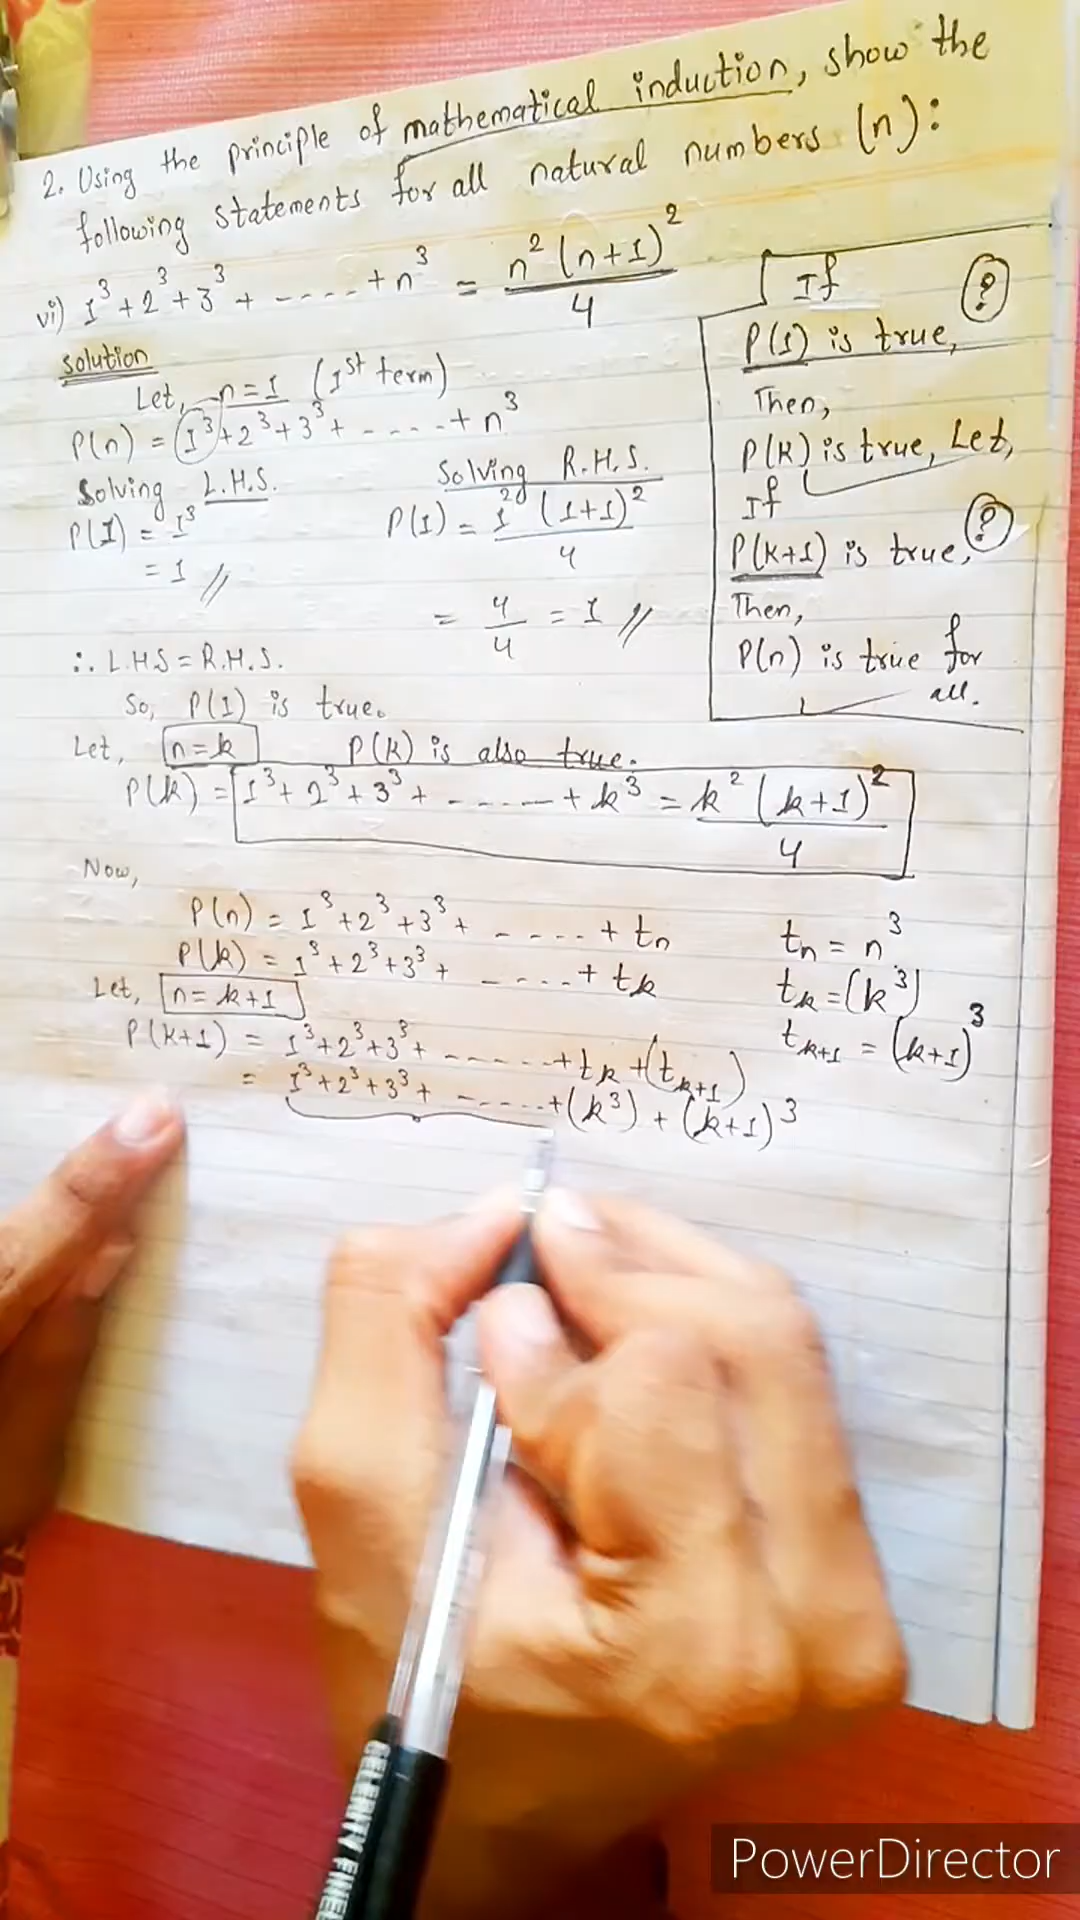 2. Using the principle of mathematical induction, show the
following statements for all natural numbers (n):
vi) 1³ + 2³ + 3³ + ----- + n³ = n²(n+1)²/4
solution
Let, n=1 (1st term)
P(n) = 1³+2³+3³+ ----- + n³
Solving L.H.S.
P(1) = 1³
= 1 //
Solving R.H.S.
P(1) = 1²(1+1)²/4
= 4/4 = 1 //
∴ L.H.S = R.H.S.
So, P(1) is true.
If ?
P(1) is true,
Then,
P(k) is true, Let,
If
P(k+1) is true, ?
Then,
P(n) is true for
all.
Let, n=k P(k) is also true.
P(k) = 1³+2³+3³+ ------ + k³ = k²(k+1)²/4
Now,
P(n) = 1³+2³+3³+ ---- + tn
P(k) = 1³+2³+3³+ ----- + tk
Let, n=k+1
P(k+1) = 1³+2³+3³+ ------ + tk + (tk+1)
= 1³+2³+3³+ ------ + (k³) + (k+1)³
tn = n³
tk = (k³)
tk+1 = (k+1)³
PowerDirector